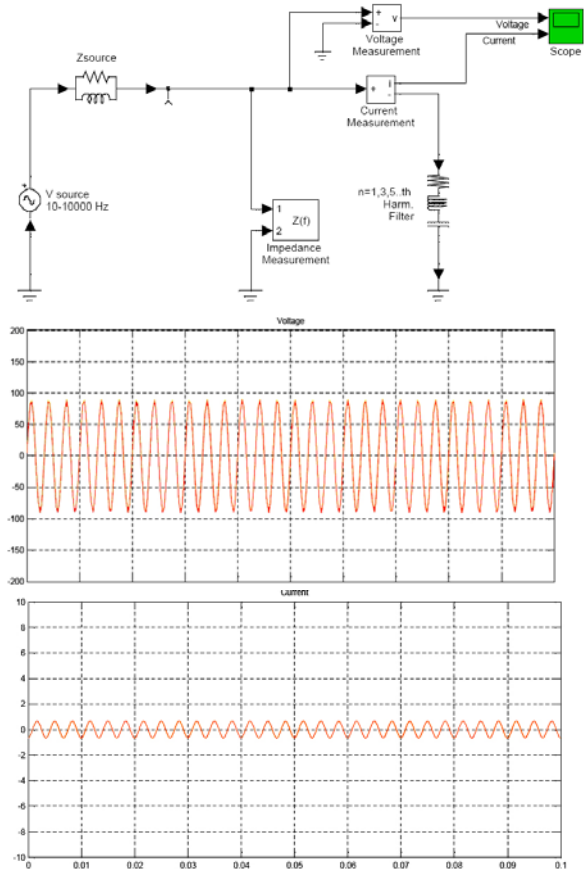 +
-
v
Voltage
Measurement
Voltage
Current
Scope
Zsource
+
i
-
Current
Measurement
+
V source
10-10000 Hz
1
2
Z(f)
Impedance
Measurement
n=1,3,5..th
Harm.
Filter
Voltage
200
150
100
50
0
-50
-100
-150
-200
Current
10
8
6
4
2
0
-2
-4
-6
-8
-10
0 0.01 0.02 0.03 0.04 0.05 0.06 0.07 0.08 0.09 0.1